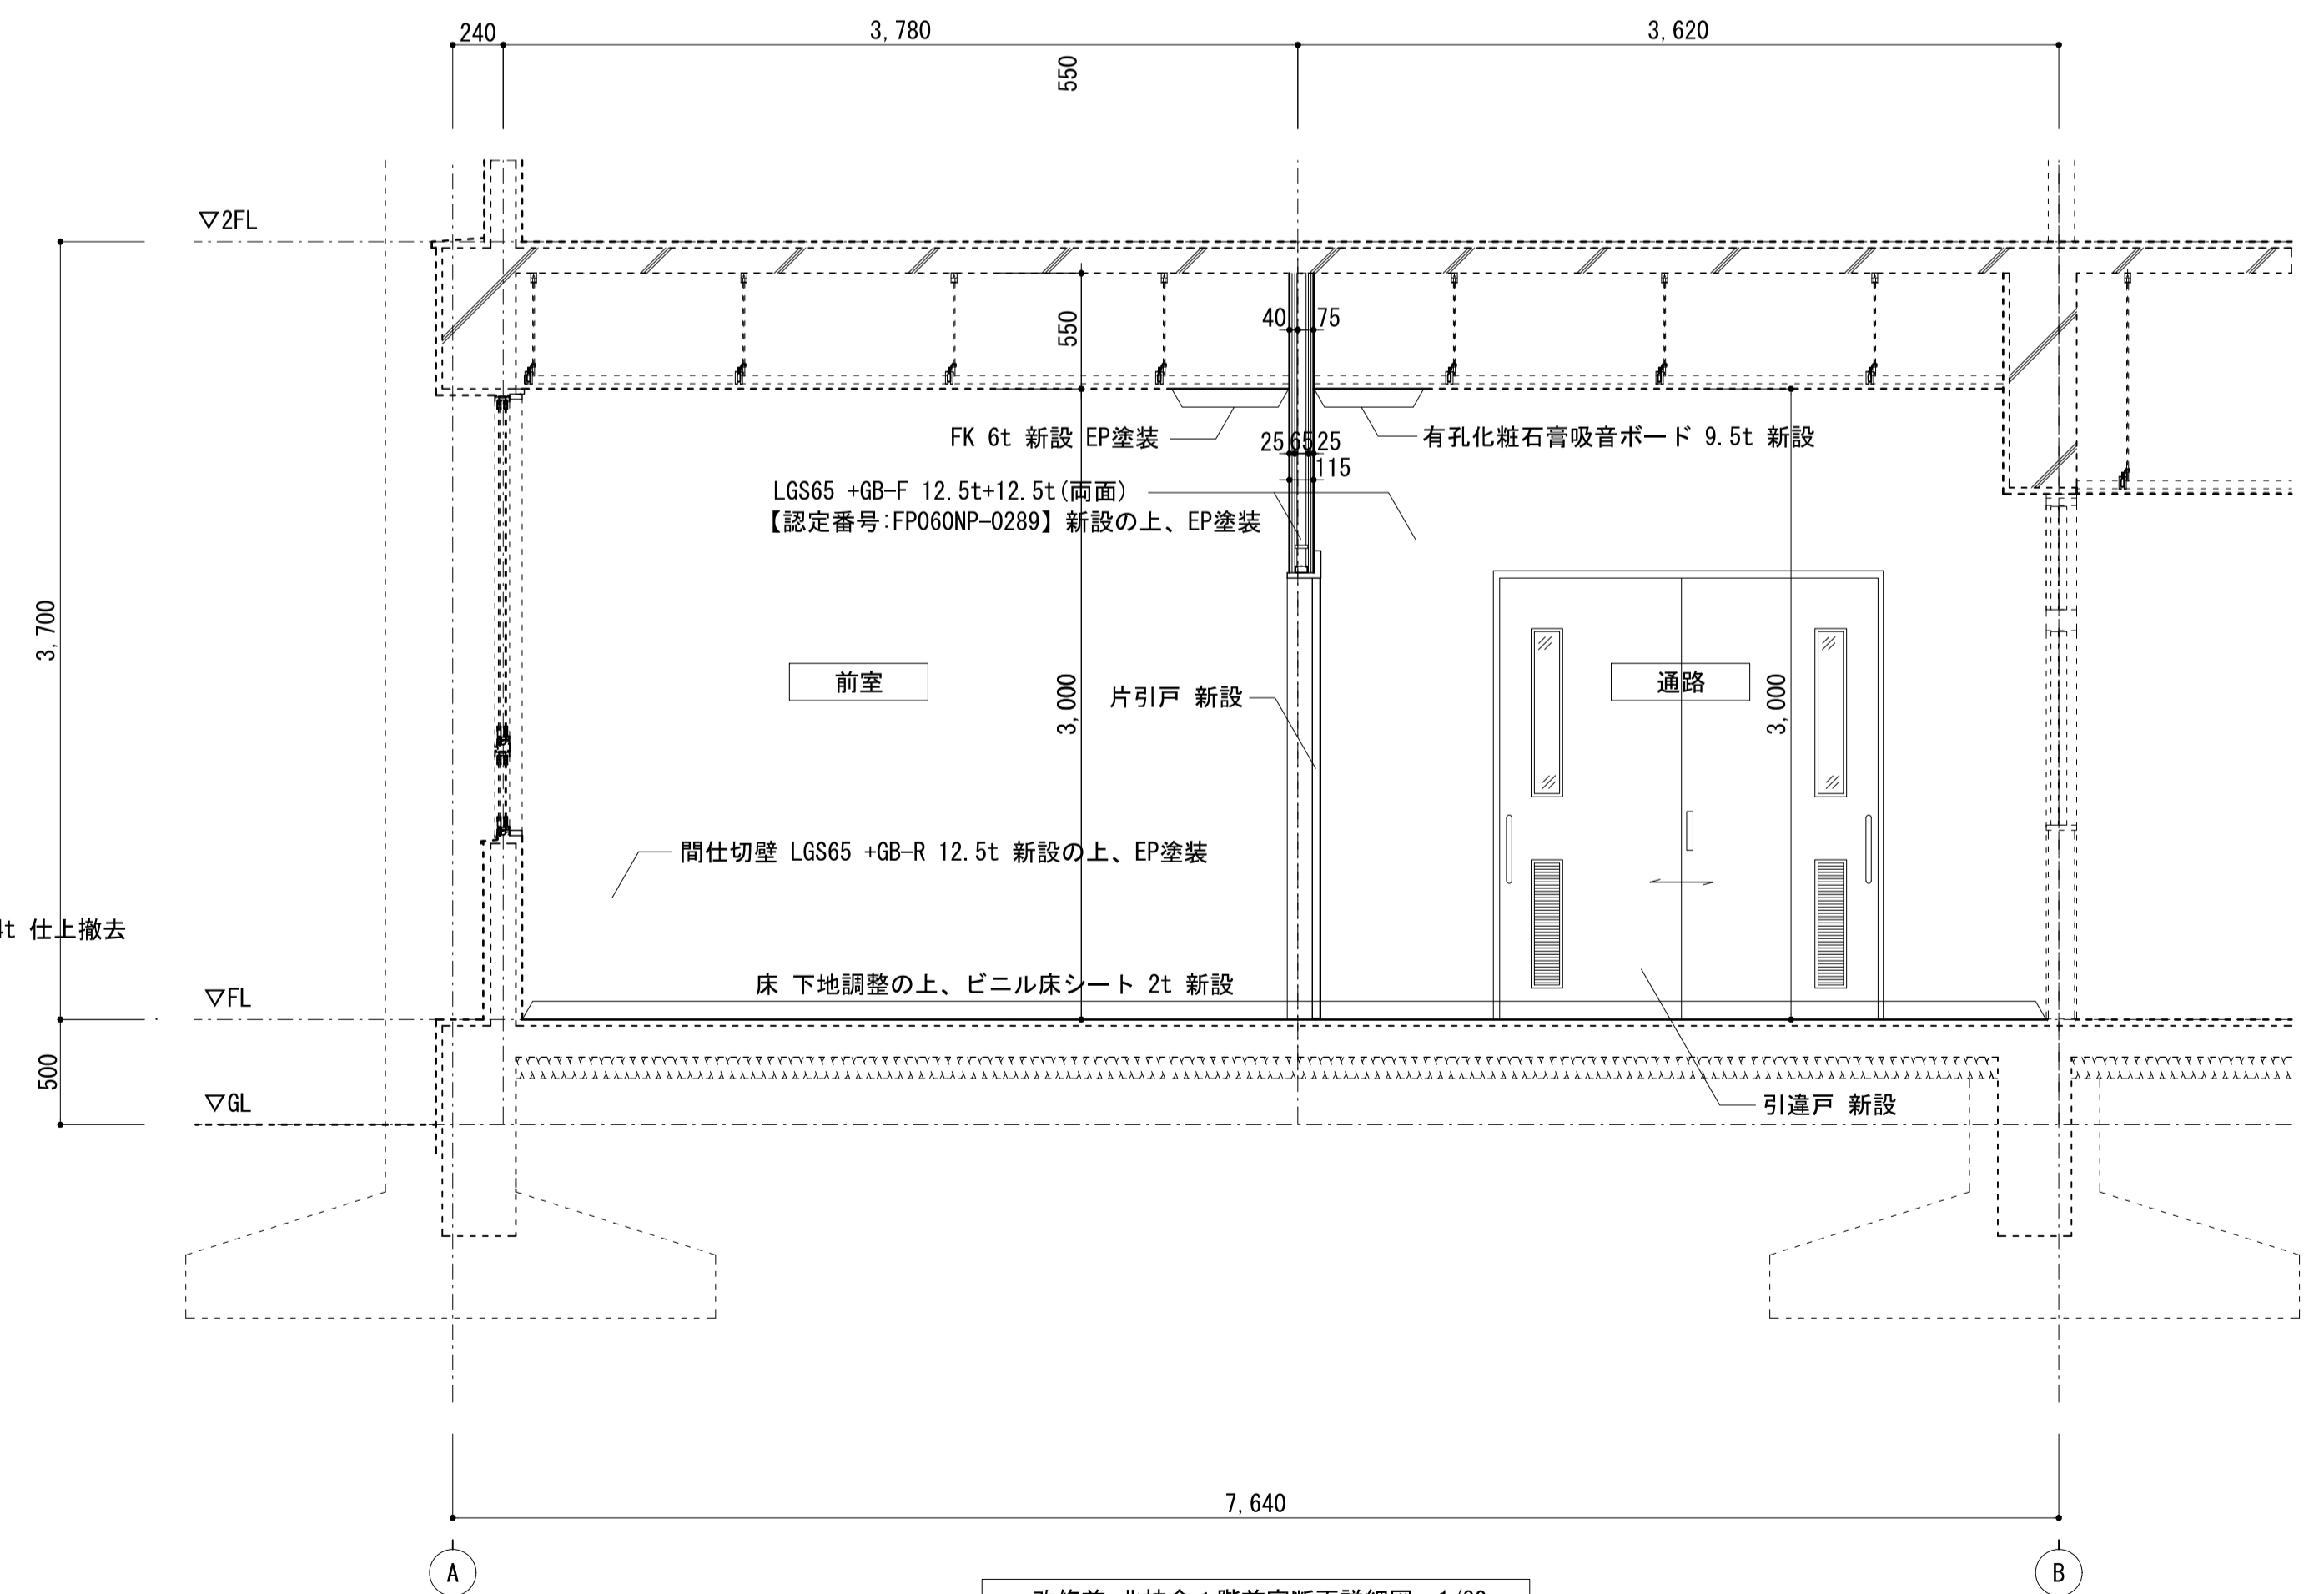 240
3,780
3,620
550
▽2FL
40
75
550
FK 6t 新設 EP塗装
25
65
25
有孔化粧石膏吸音ボード 9.5t 新設
115
LGS65 +GB-F 12.5t+12.5t(両面)
【認定番号:FP060NP-0289】新設の上、EP塗装
3,700
前室
3,000
片引戸 新設
通路
3,000
間仕切壁 LGS65 +GB-R 12.5t 新設の上、EP塗装
t 仕上撤去
床 下地調整の上、ビニル床シート 2t 新設
▽FL
500
▽GL
引違戸 新設
7,640
A
B